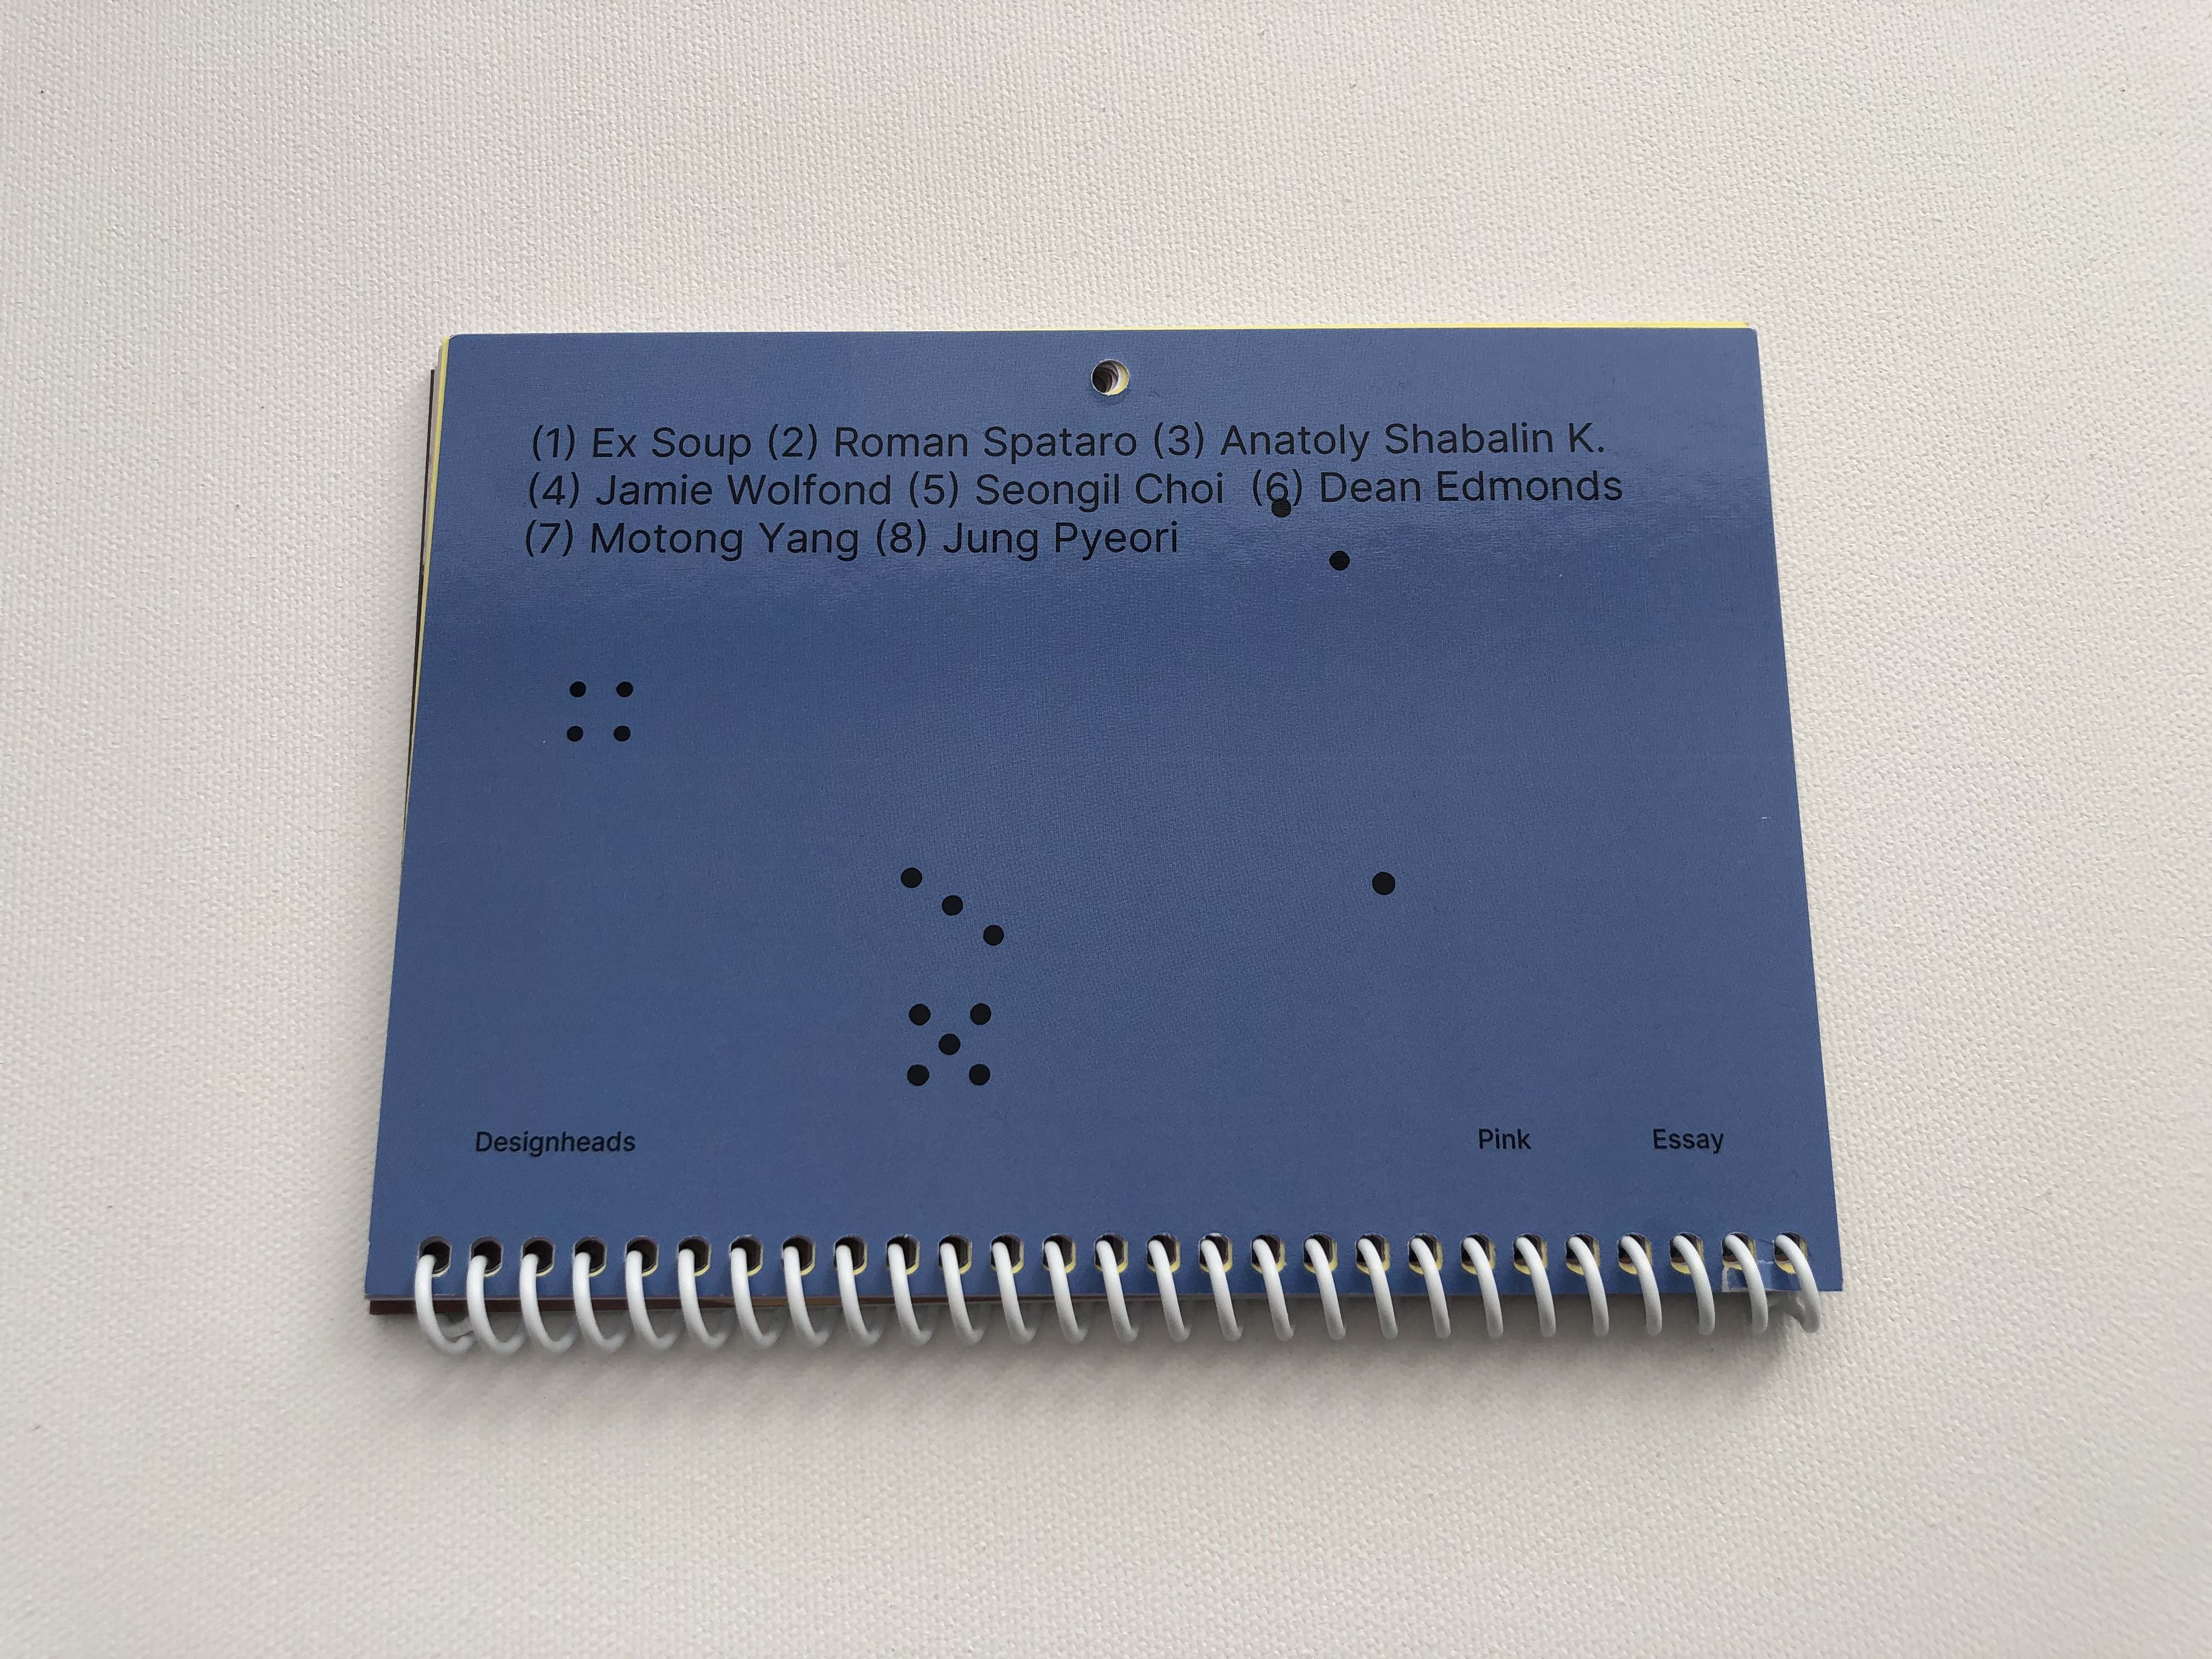 (1) Ex Soup (2) Roman Spataro (3) Anatoly Shabalin K.
(4) Jamie Wolfond (5) Seongil Choi (6) Dean Edmonds
(7) Motong Yang (8) Jung Pyeori
Designheads Pink Essay